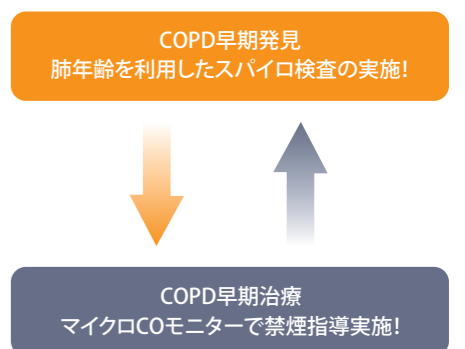 COPD早期発見
肺年齢を利用したスパイロ検査の実施!
COPD早期治療
マイクロCOモニターで禁煙指導実施!